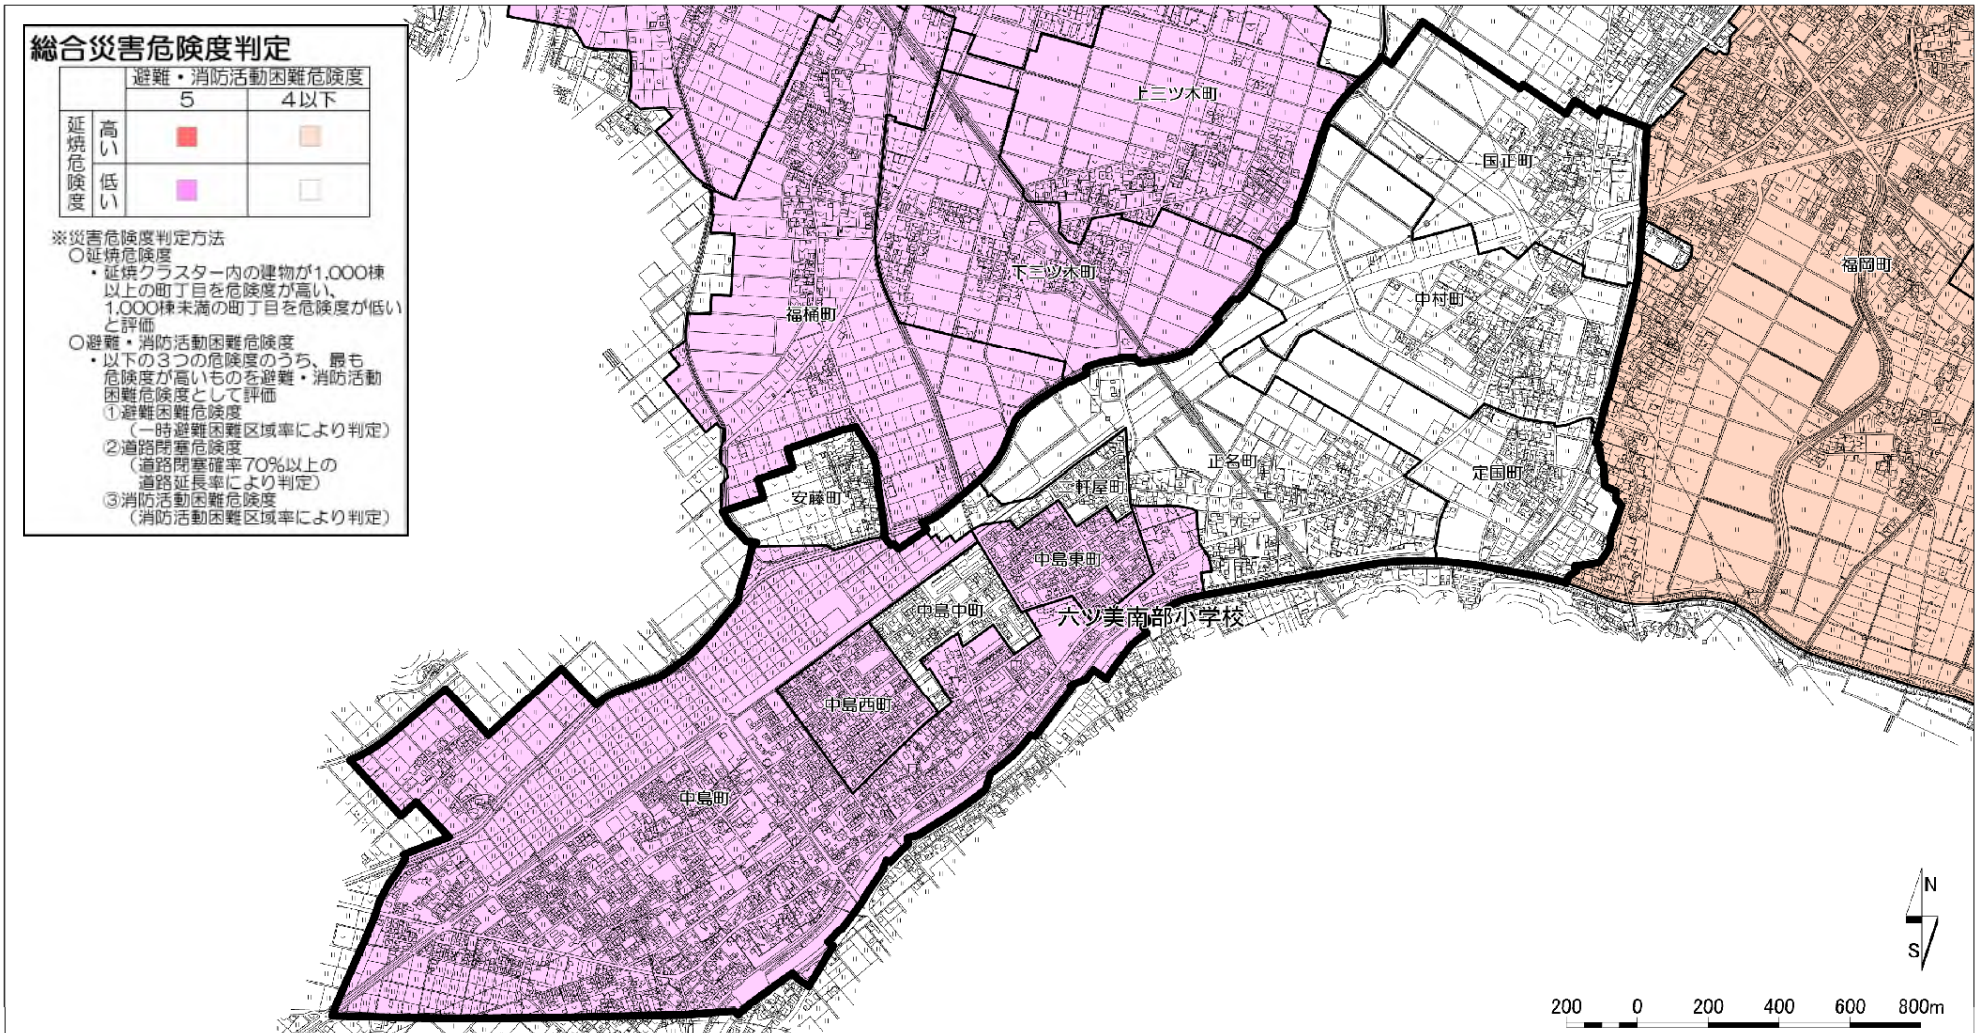 総合災害危険度判定
避難・消防活動困難危険度
5 4以下
延焼危険度
高い
低い
※災害危険度判定方法
○延焼危険度
・延焼クラスター内の建物が1,000棟
以上の町丁目を危険度が高い、
1,000棟未満の町丁目を危険度が低い
と評価
○避難・消防活動困難危険度
・以下の3つの危険度のうち、最も
危険度が高いものを避難・消防活動
困難危険度として評価
①避難困難危険度
(一時避難困難区域率により判定)
②道路閉塞危険度
(道路閉塞確率70%以上の
道路延長率により判定)
③消防活動困難危険度
(消防活動困難区域率により判定)
上三ツ木町
国正町
下三ツ木町
福岡町
中村町
福桶町
正名町
定国町
軒屋町
安藤町
中島東町
中島中町
六ツ美南部小学校
中島西町
中島町
N
S
200 0 200 400 600 800m